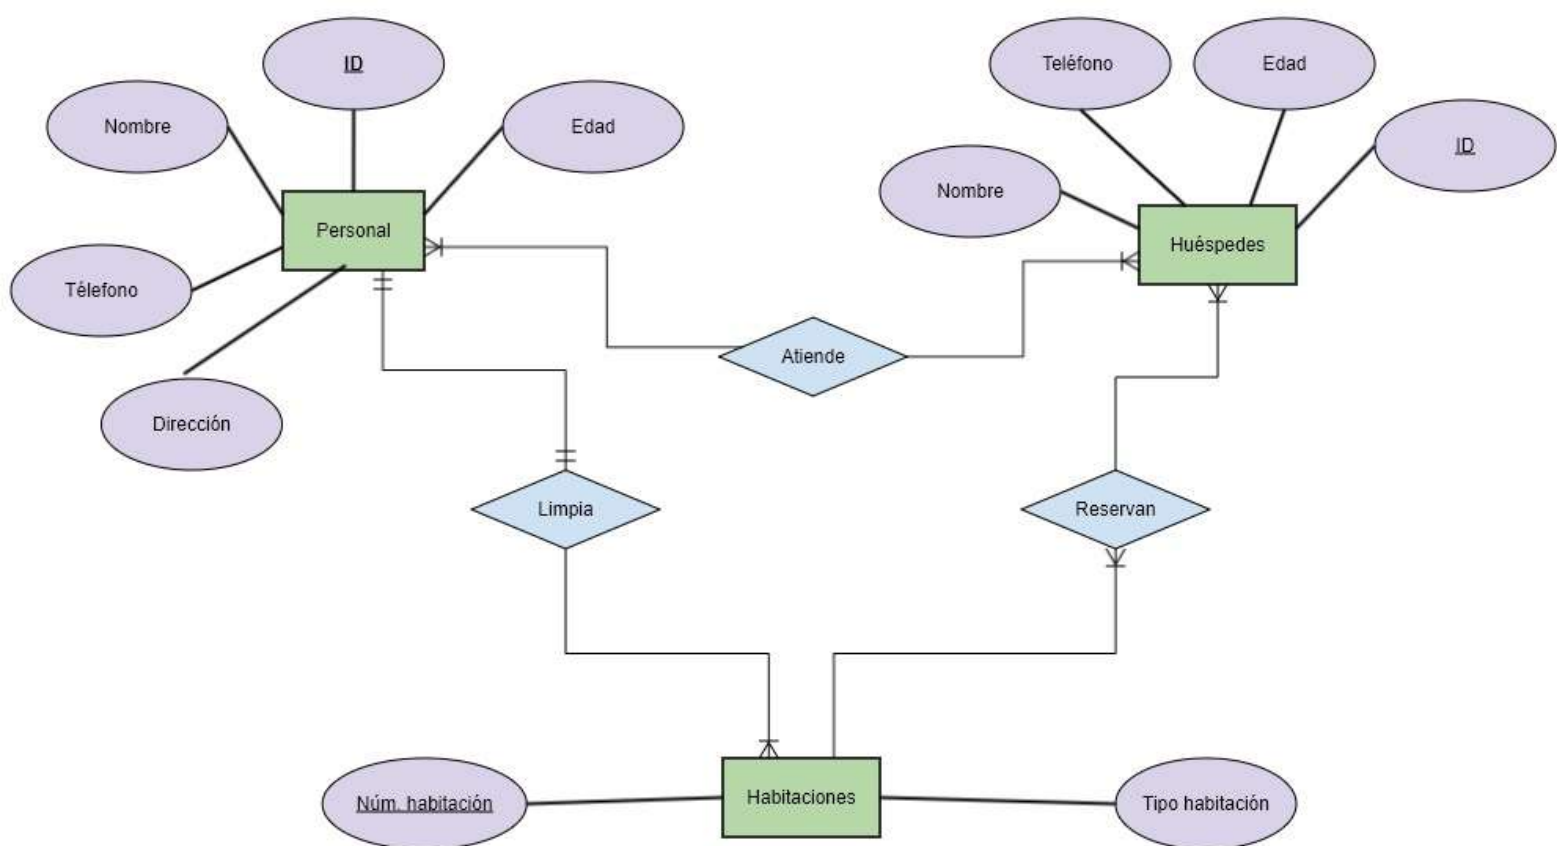 ID
Teléfono
Edad
Nombre
Edad
ID
Nombre
Personal
Huéspedes
Télefono
Atiende
Dirección
Limpia
Reservan
Núm. habitación
Habitaciones
Tipo habitación